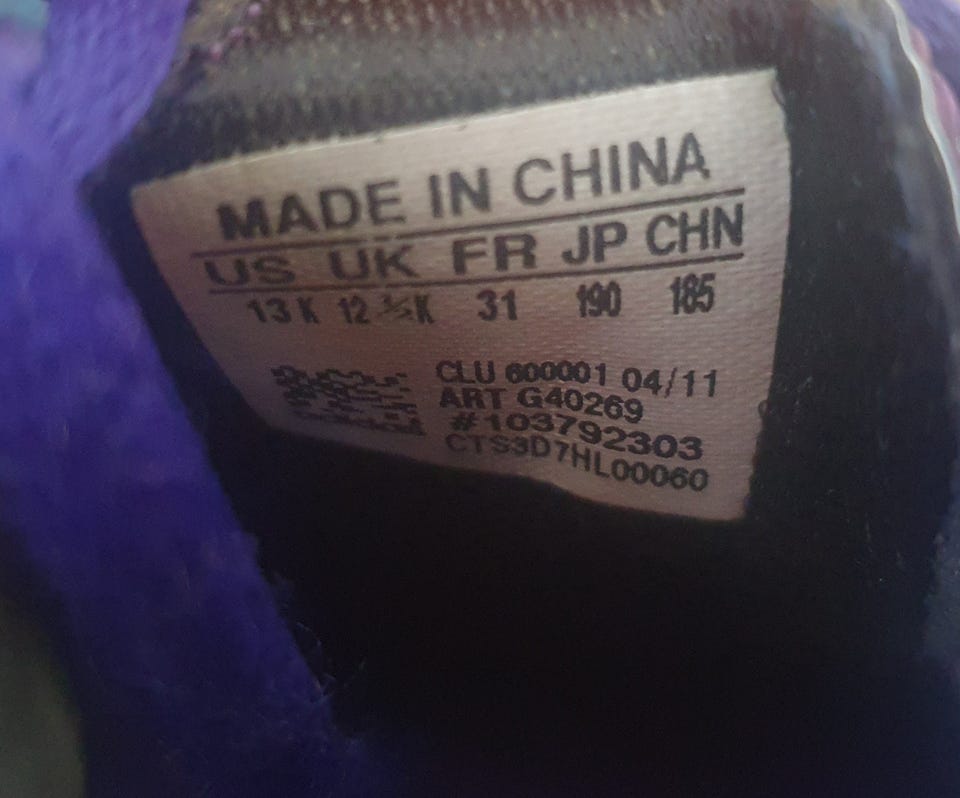 MADE IN CHINA
US UK FR JP CHN
13 K 12 ½K 31 190 185
CLU 600001 04/11
ART G40269
#103792303
CTS3D7HL00060